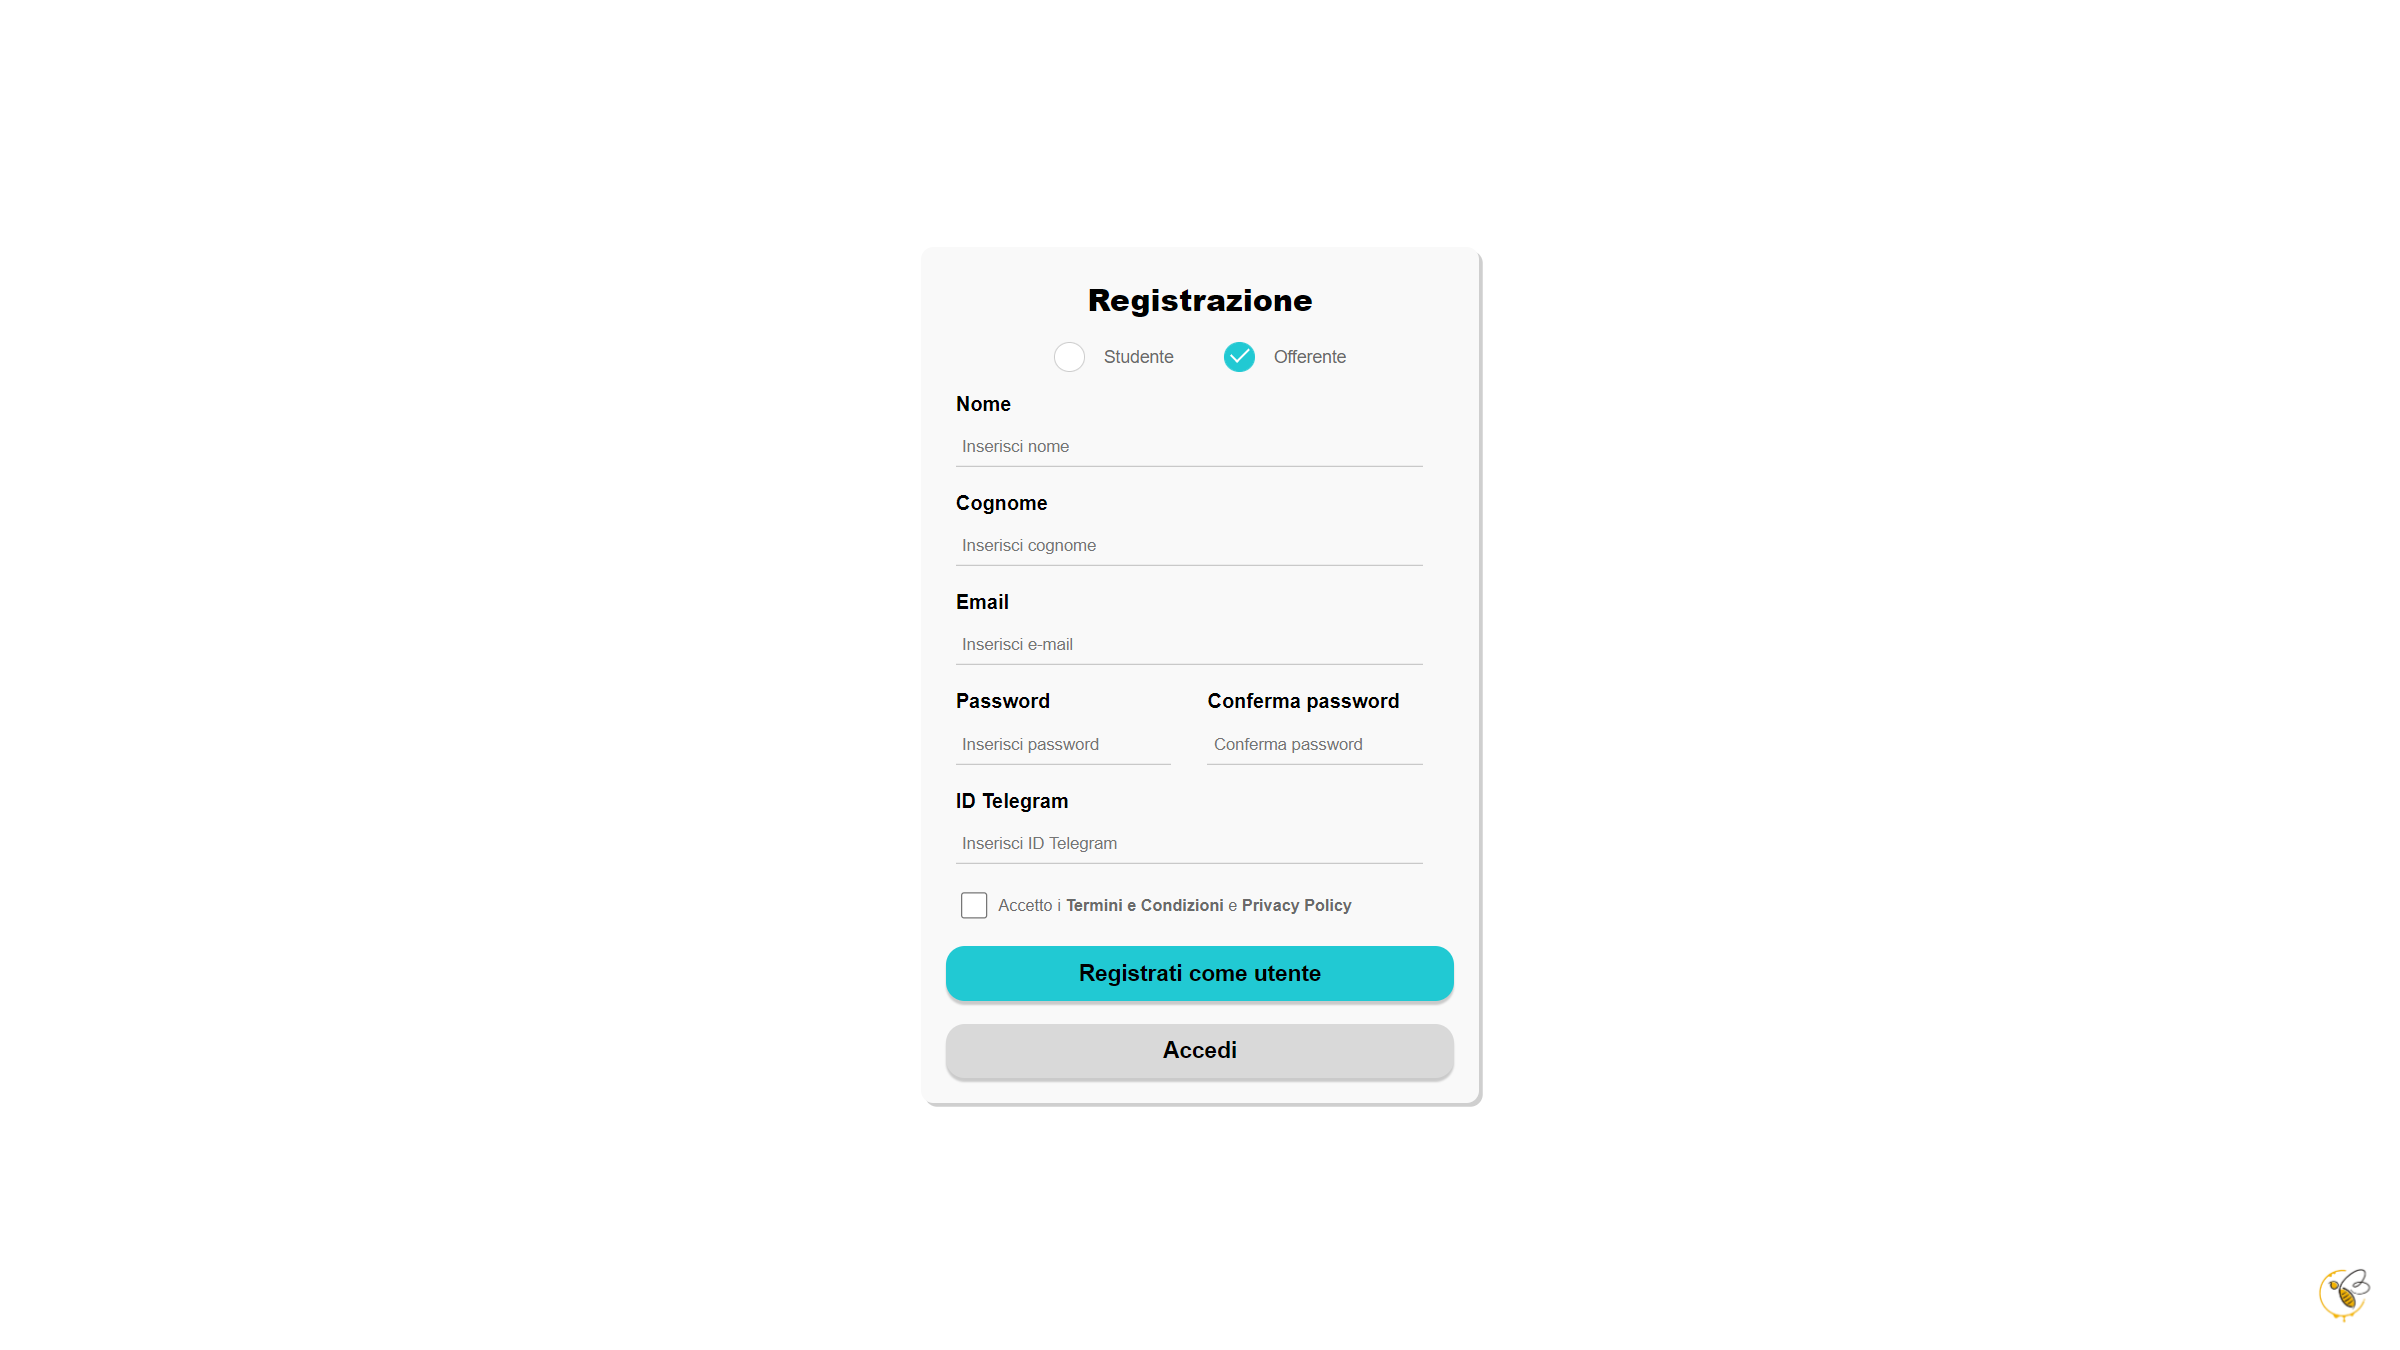 Registrazione
Studente Offerente
Nome
Inserisci nome
Cognome
Inserisci cognome
Email
Inserisci e-mail
Password Conferma password
Inserisci password Conferma password
ID Telegram
Inserisci ID Telegram
Accetto i Termini e Condizioni e Privacy Policy
Registrati come utente
Accedi